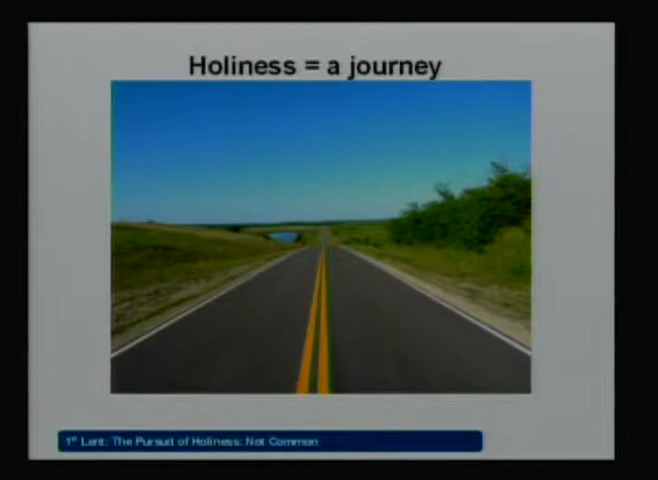 Holiness = a journey
1st Lent: The Pursuit of Holiness: Not Common